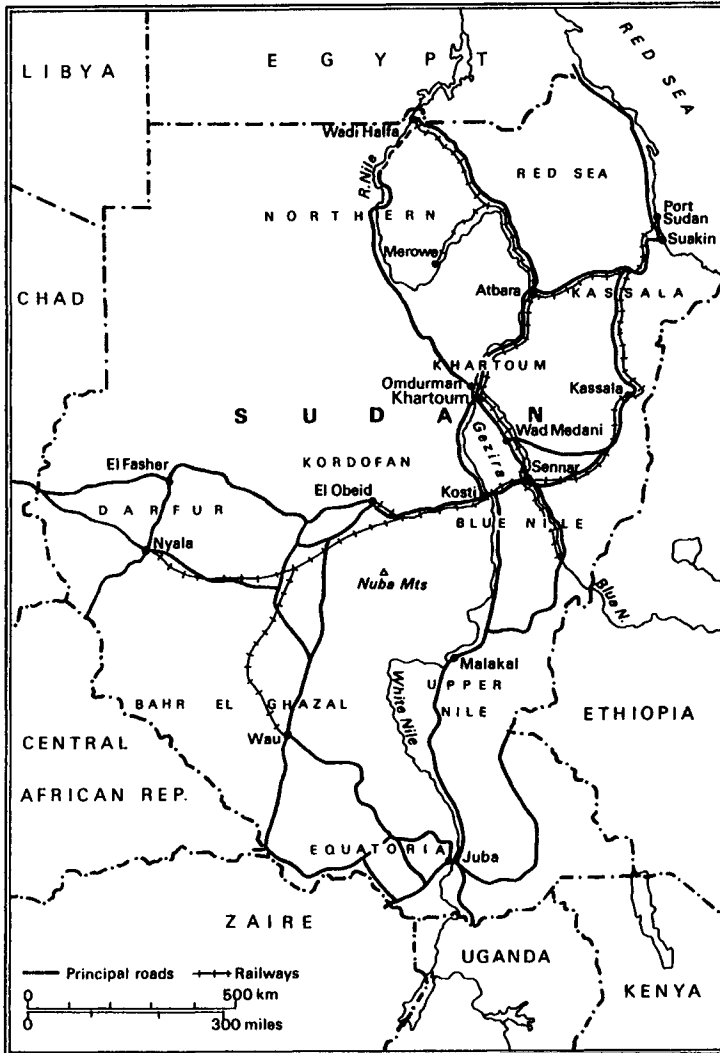 LIBYA
EGYPT
RED SEA
Wadi Halfa
R. Nile
RED SEA
NORTHERN
Port
Sudan
Suakin
Merowe
CHAD
Atbara
KASSALA
KHARTOUM
Omdurman
Khartoum
Kassala
SUDAN
Gezira
Wad Medani
El Fasher
KORDOFAN
Sennar
El Obeid
Kosti
DARFUR
BLUE NILE
Nyala
Nuba Mts
Blue N.
Malakal
White Nile
UPPER
NILE
BAHR EL GHAZAL
ETHIOPIA
Wau
CENTRAL
AFRICAN REP.
EQUATORIA
Juba
ZAIRE
UGANDA
KENYA
Principal roads
Railways
0 500 km
0 300 miles